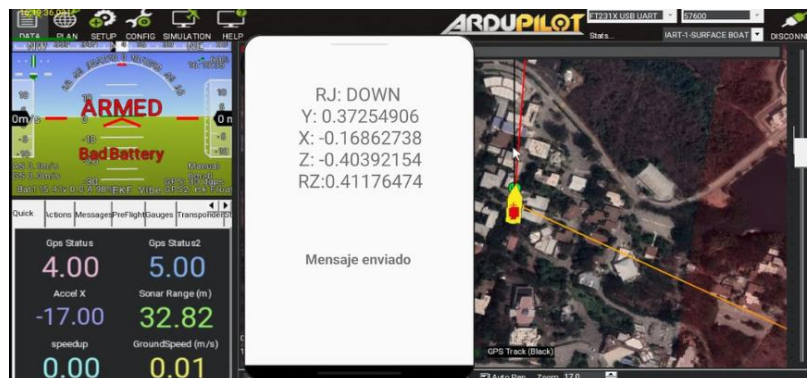 DATA PLAN SETUP CONFIG SIMULATION HELP
ARDUPILOT
FT231X USB UART 57600
Stats... IART-1-SURFACE BOAT DISCONNE
ARMED
Bad Battery
0m/s
Manual
Quick Actions Messages PreFlight Gauges Transponder
Gps Status Gps Status2
4.00 5.00
Accel X Sonar Range (m)
-17.00 32.82
speedup GroundSpeed (m/s)
0.00 0.01
RJ: DOWN
Y: 0.37254906
X: -0.16862738
Z: -0.40392154
RZ:0.41176474
Mensaje enviado
GPS Track (Black)
Auto Pan Zoom 17.0